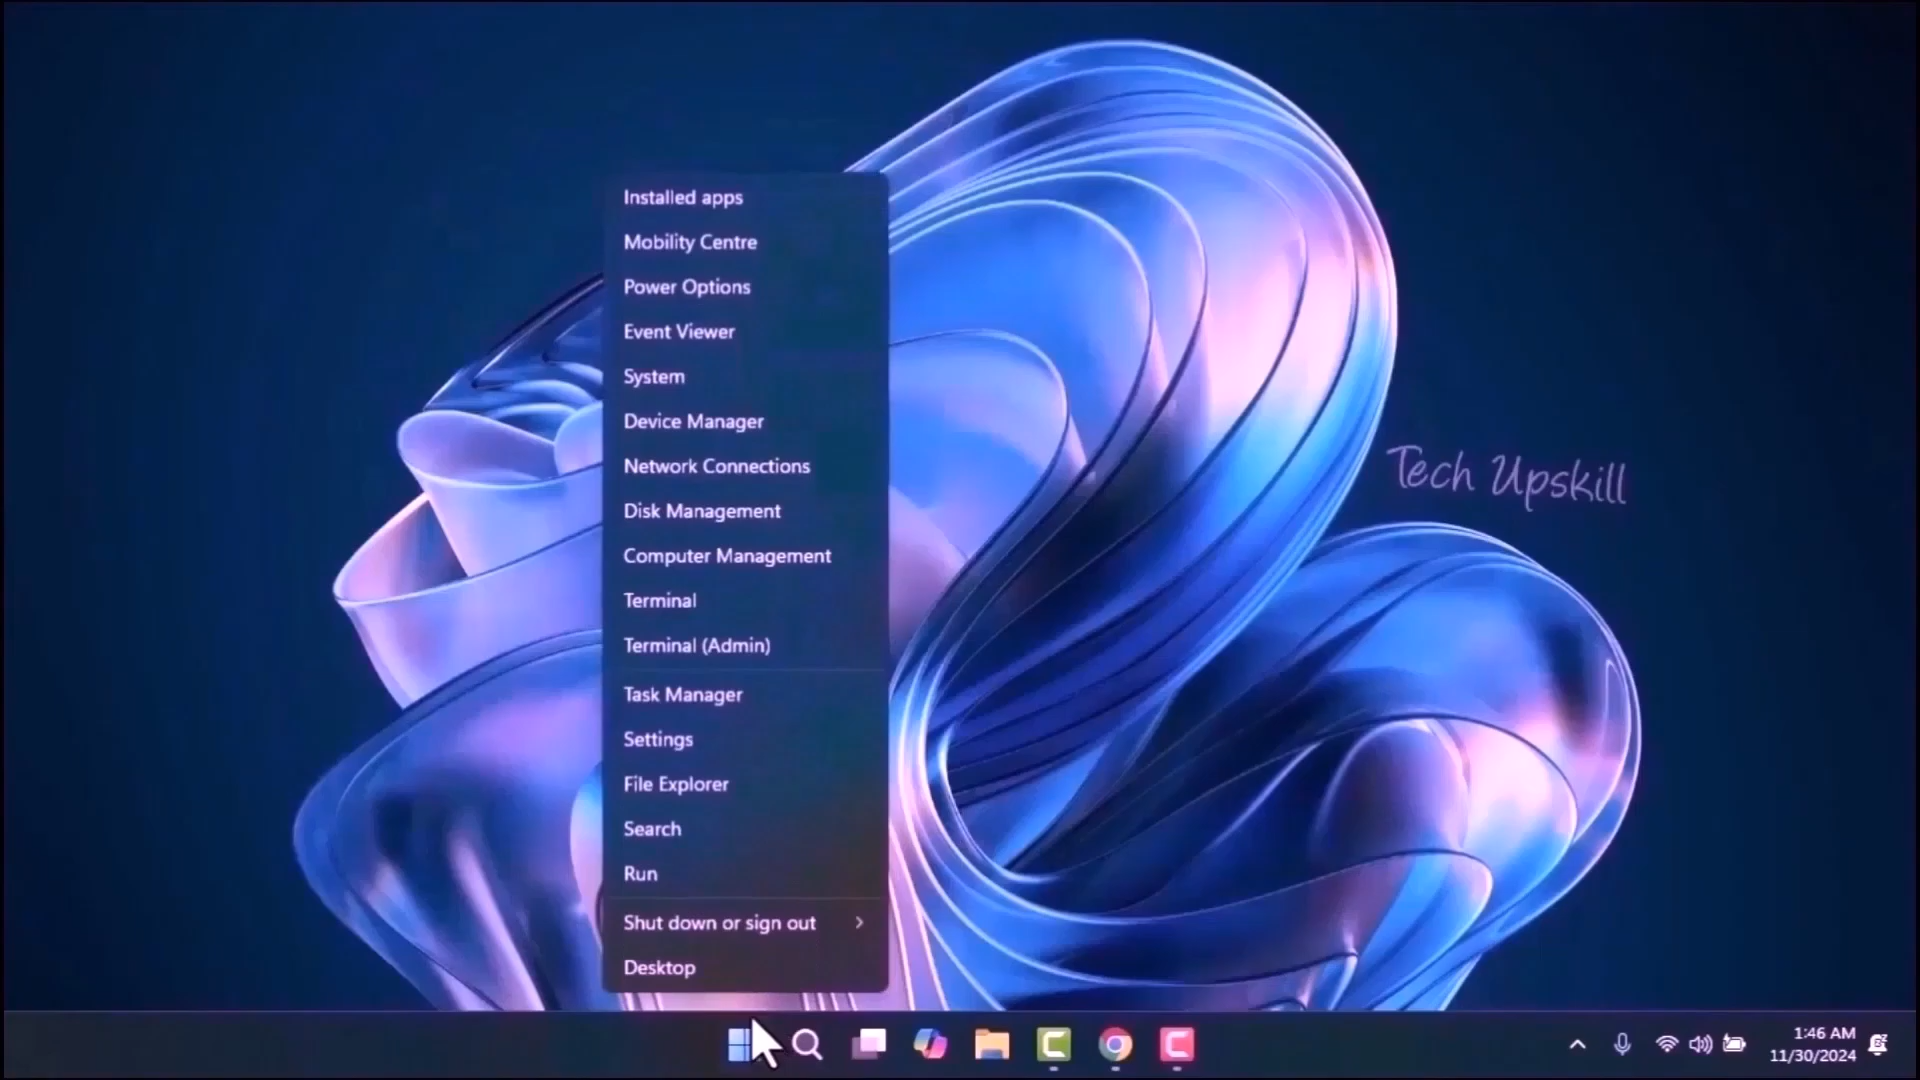 Installed apps
Mobility Centre
Power Options
Event Viewer
System
Device Manager
Network Connections
Disk Management
Computer Management
Terminal
Terminal (Admin)
Task Manager
Settings
File Explorer
Search
Run
Shut down or sign out
Desktop
Tech Upskill
1:46 AM
11/30/2024